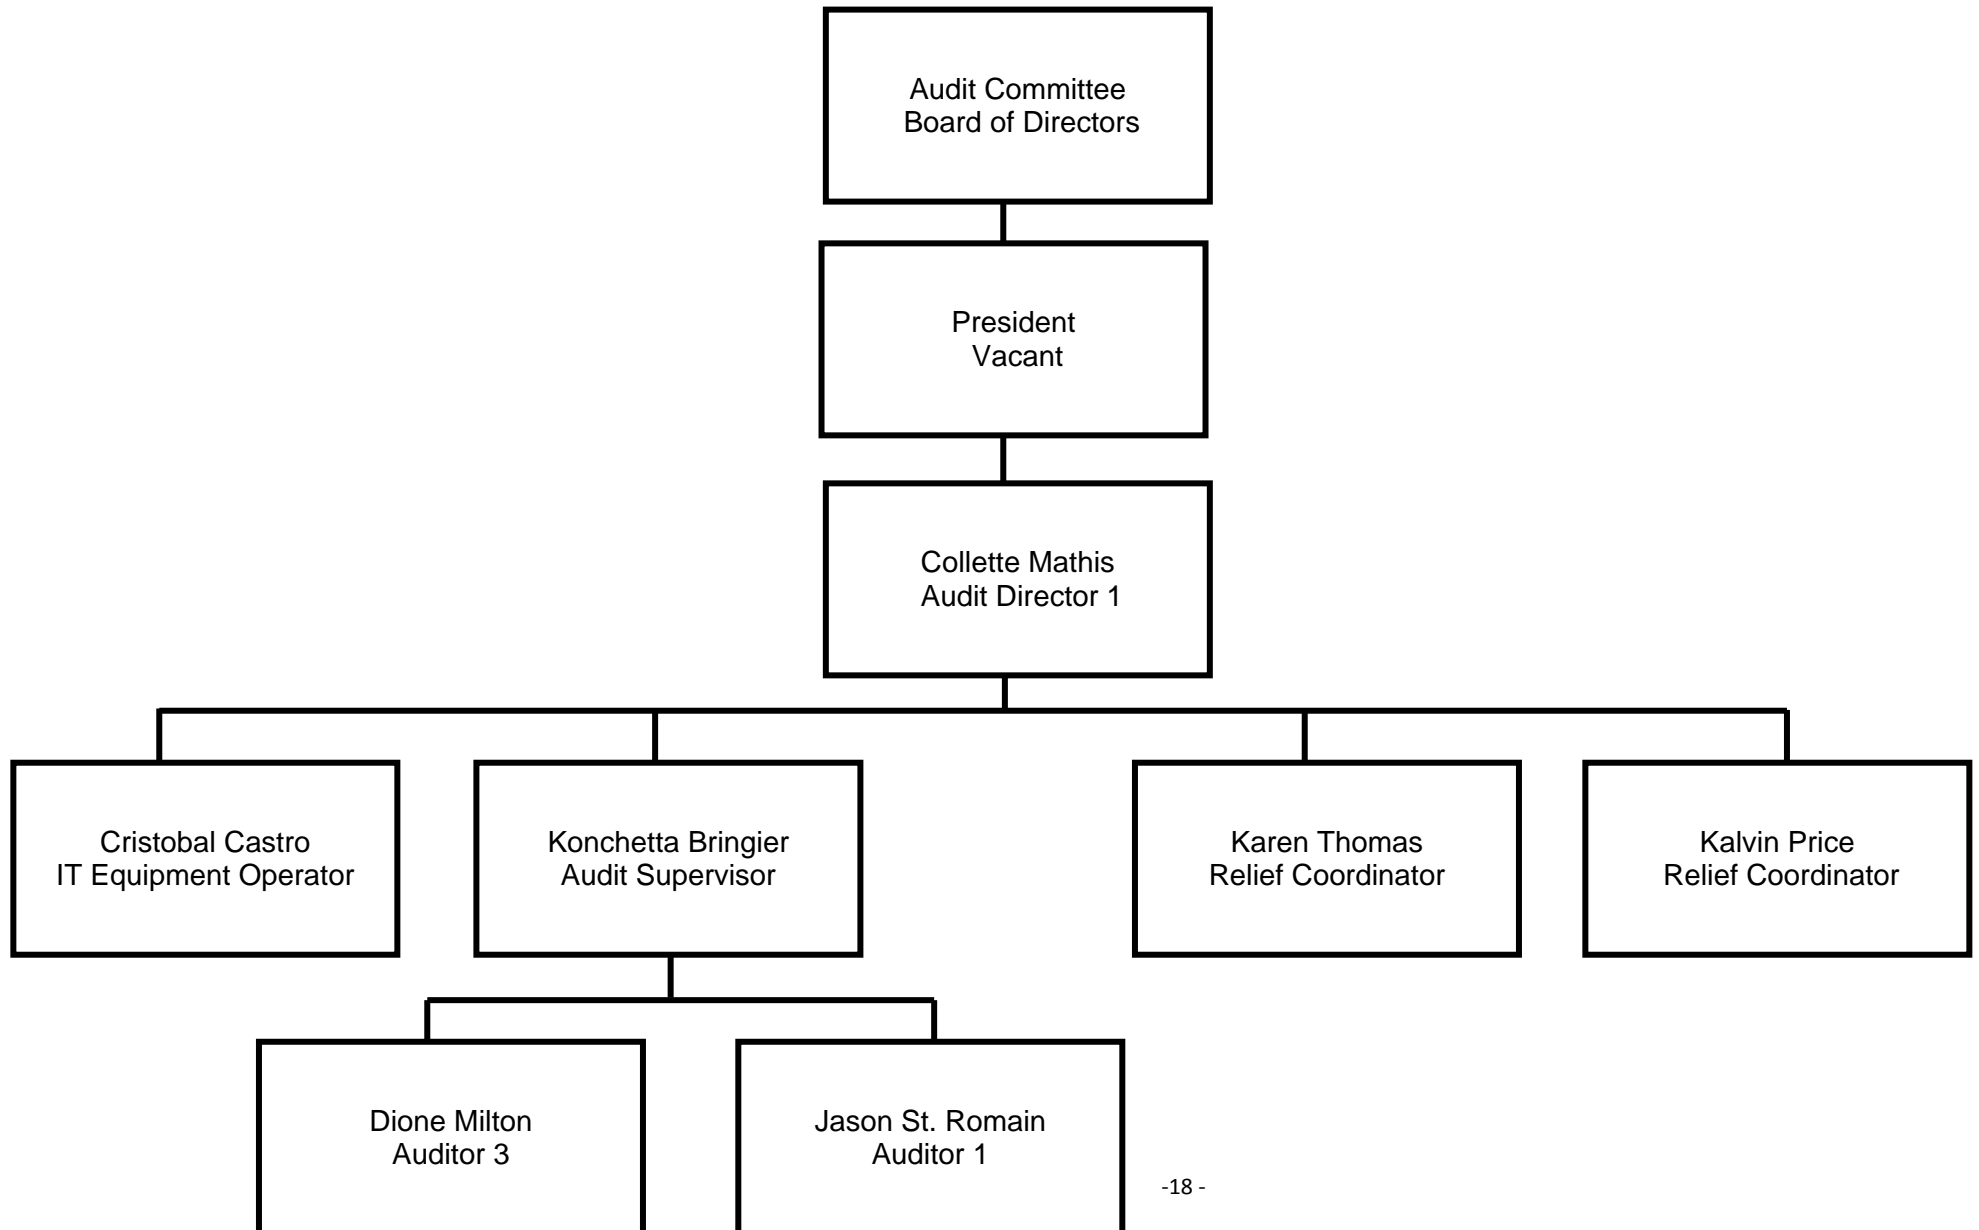 Audit Committee
Board of Directors
President
Vacant
Collette Mathis
Audit Director 1
Cristobal Castro
IT Equipment Operator
Konchetta Bringier
Audit Supervisor
Karen Thomas
Relief Coordinator
Kalvin Price
Relief Coordinator
Dione Milton
Auditor 3
Jason St. Romain
Auditor 1
-18 -